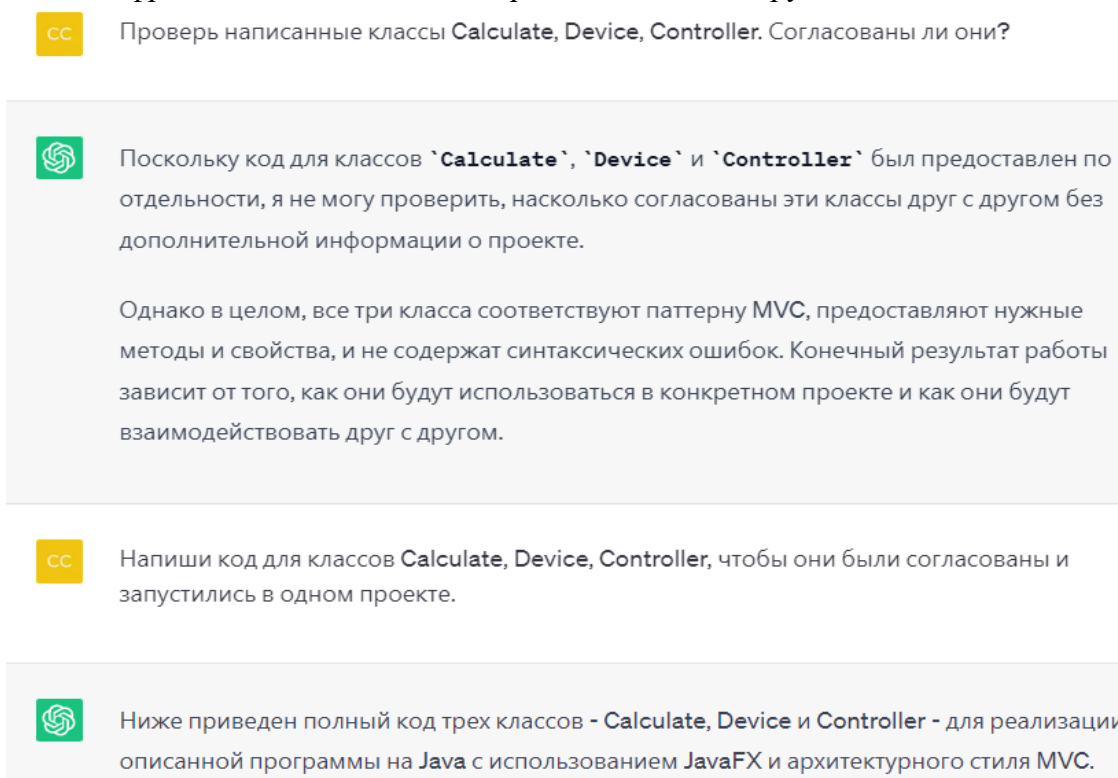 CC
Проверь написанные классы Calculate, Device, Controller. Согласованы ли они?
Поскольку код для классов `Calculate`, `Device` и `Controller` был предоставлен по
отдельности, я не могу проверить, насколько согласованы эти классы друг с другом без
дополнительной информации о проекте.
Однако в целом, все три класса соответствуют паттерну MVC, предоставляют нужные
методы и свойства, и не содержат синтаксических ошибок. Конечный результат работы
зависит от того, как они будут использоваться в конкретном проекте и как они будут
взаимодействовать друг с другом.
CC
Напиши код для классов Calculate, Device, Controller, чтобы они были согласованы и
запустились в одном проекте.
Ниже приведен полный код трех классов - Calculate, Device и Controller - для реализации
описанной программы на Java с использованием JavaFX и архитектурного стиля MVC.